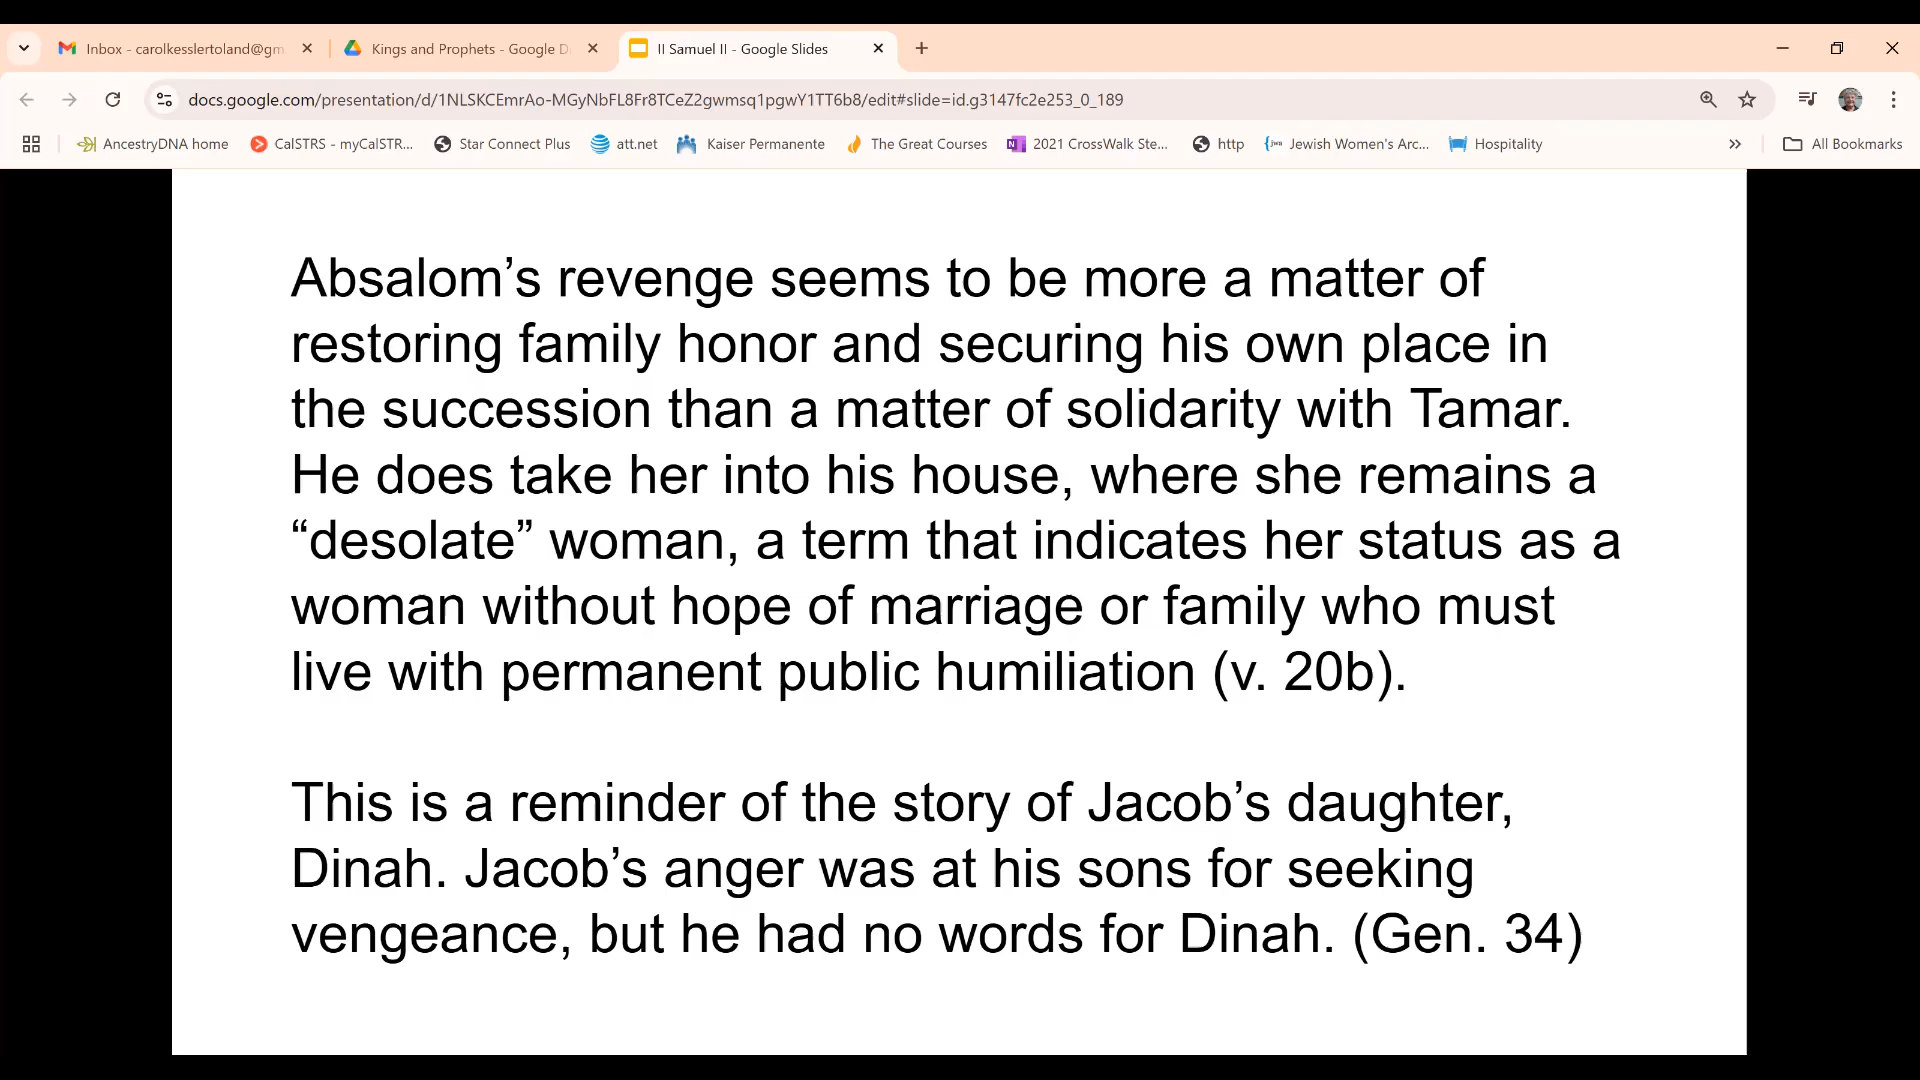 Inbox - carolkesslertoland@gm
Kings and Prophets - Google D
II Samuel II - Google Slides
docs.google.com/presentation/d/1NLSKCEmrAo-MGyNbFL8Fr8TCeZ2gwmsq1pgwY1TT6b8/edit#slide=id.g3147fc2e253_0_189
AncestryDNA home
CalSTRS - myCalSTR...
Star Connect Plus
att.net
Kaiser Permanente
The Great Courses
2021 CrossWalk Ste...
http
Jewish Women's Arc...
Hospitality
All Bookmarks
Absalom’s revenge seems to be more a matter of
restoring family honor and securing his own place in
the succession than a matter of solidarity with Tamar.
He does take her into his house, where she remains a
“desolate” woman, a term that indicates her status as a
woman without hope of marriage or family who must
live with permanent public humiliation (v. 20b).
This is a reminder of the story of Jacob’s daughter,
Dinah. Jacob’s anger was at his sons for seeking
vengeance, but he had no words for Dinah. (Gen. 34)